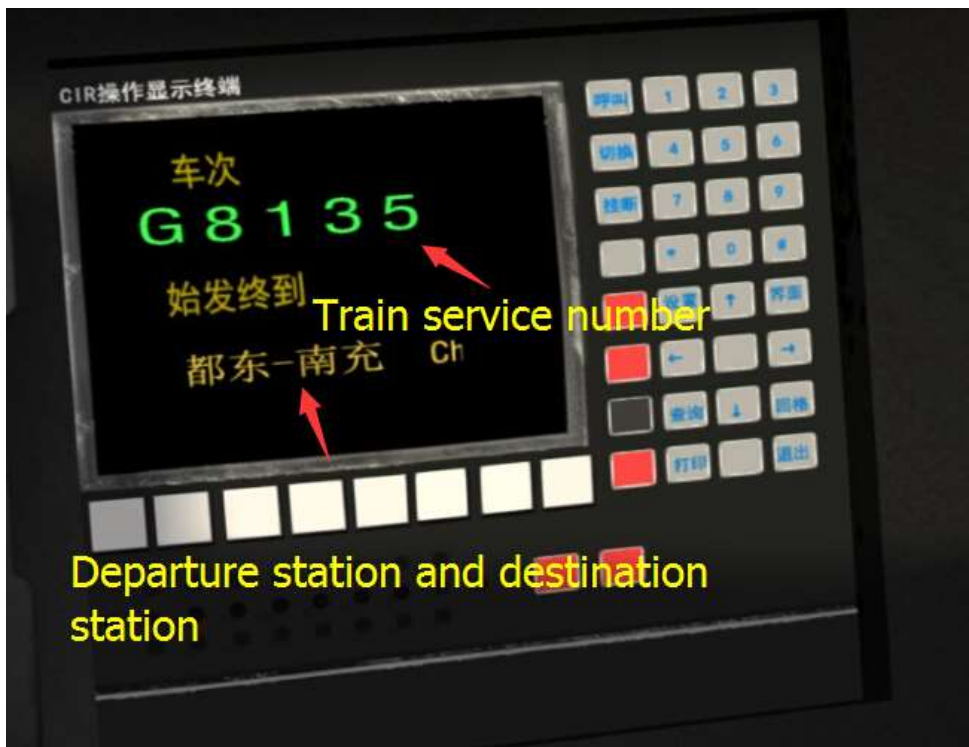 CIR操作显示终端
车次
G8135
始发终到
都东-南充 Ch
Train service number
Departure station and destination
station
呼叫 1 2 3
切换 4 5 6
挂断 7 8 9
* 0 #
设置 ↑ 界面
← →
查询 ↓ 回格
打印 退出